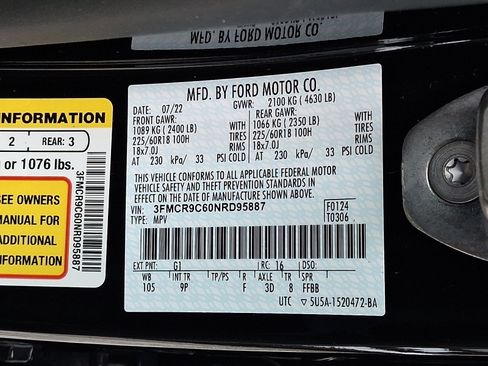 MFD. BY FORD MOTOR CO.
MFD. BY FORD MOTOR CO.
DATE: 07/22 GVWR: 2100 KG ( 4630 LB)
FRONT GAWR: REAR GAWR:
1089 KG ( 2400 LB) WITH 1066 KG ( 2350 LB) WITH
225/60R18 100H TIRES 225/60R18 100H TIRES
18x7.0J RIMS 18x7.0J RIMS
AT 230 kPa/ 33 PSI COLD AT 230 kPa/ 33 PSI COLD
THIS VEHICLE CONFORMS TO ALL APPLICABLE FEDERAL MOTOR
VEHICLE SAFETY AND THEFT PREVENTION STANDARDS IN
EFFECT ON THE DATE OF MANUFACTURE SHOWN ABOVE.
VIN: 3FMCR9C60NRD95887 F0124
TYPE: MPV T0306
EXT PNT: G1 RC: 16 DSO:
WB INT TR TP/PS R AXLE TR SPR
105 9P F 3D 8 FFBB
UTC 5U5A-1520472-BA
INFORMATION
2 REAR: 3
or 1076 lbs.
SEE OWNERS
MANUAL FOR
ADDITIONAL
INFORMATION
3FMCR9C60NRD95887